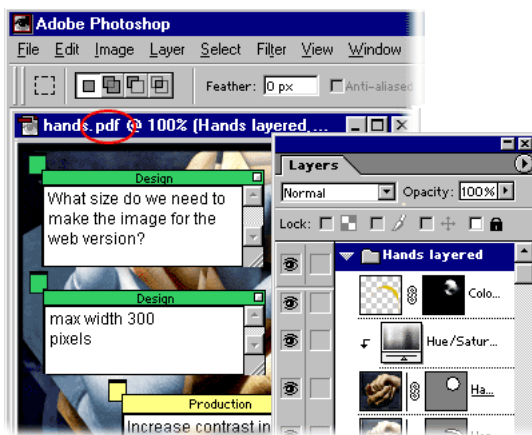 Adobe Photoshop
File Edit Image Layer Select Filter View Window
Feather: 0 px Anti-aliased
hands.pdf @ 100% (Hands layered, ...
Layers
Normal Opacity: 100%
Lock:
Hands layered
Colo...
Hue/Satur...
Ha...
Design
What size do we need to
make the image for the
web version?
Design
max width 300
pixels
Production
Increase contrast in